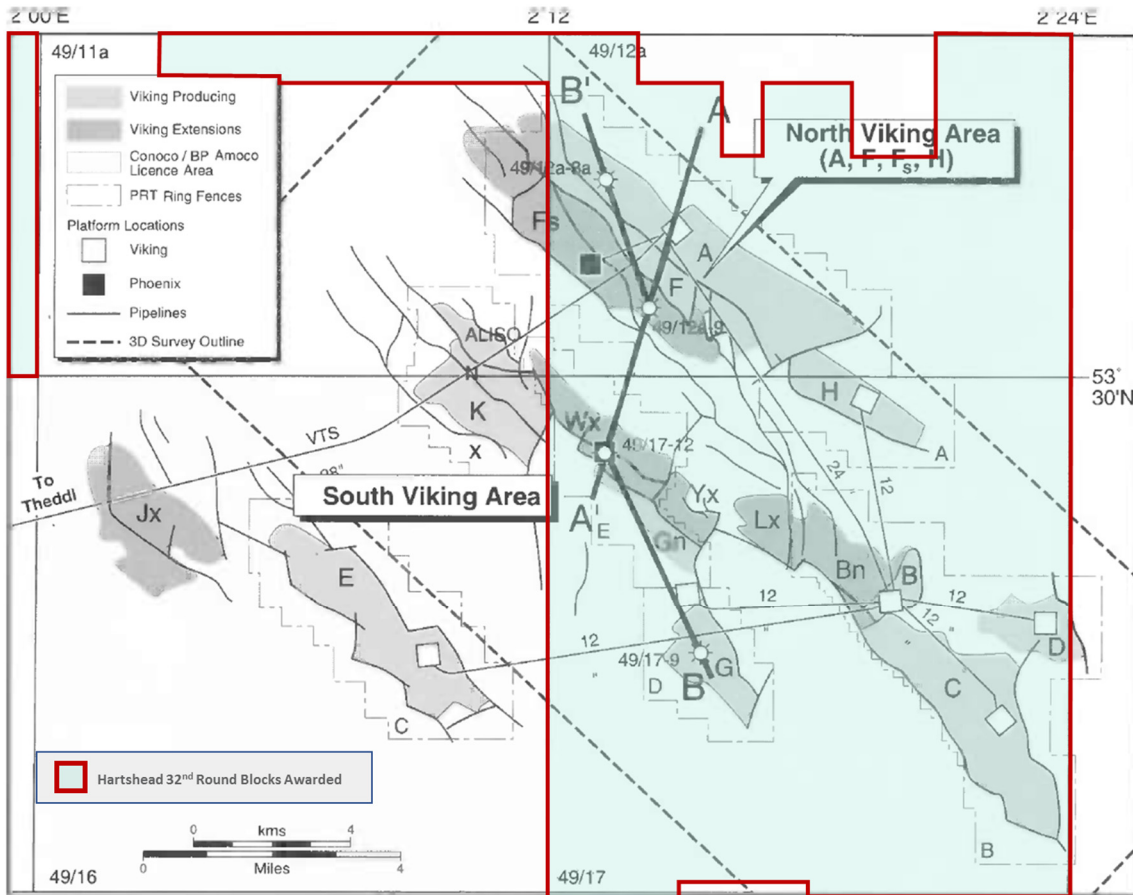 2°00'E
2°12
2°24'E
49/11a
49/12a
Viking Producing
Viking Extensions
Conoco / BP Amoco
Licence Area
PRT Ring Fences
Platform Locations
Viking
Phoenix
Pipelines
3D Survey Outline
B'
A
North Viking Area
(A, F, Fs, H)
49/12a-8a
Fs
A
F
49/12a-9
ALISO
N
K
X
H
A
53°
30'N
VTS
28"
To
Theddl
Jx
South Viking Area
Wx
49/17-12
A
E
Yx
Gn
Lx
24
12
Bn
B
E
12
"
12
"
12
"
12
"
D
49/17-9
G
D
B
C
C
B
Hartshead 32nd Round Blocks Awarded
0 kms 4
0 Miles 4
49/16
49/17